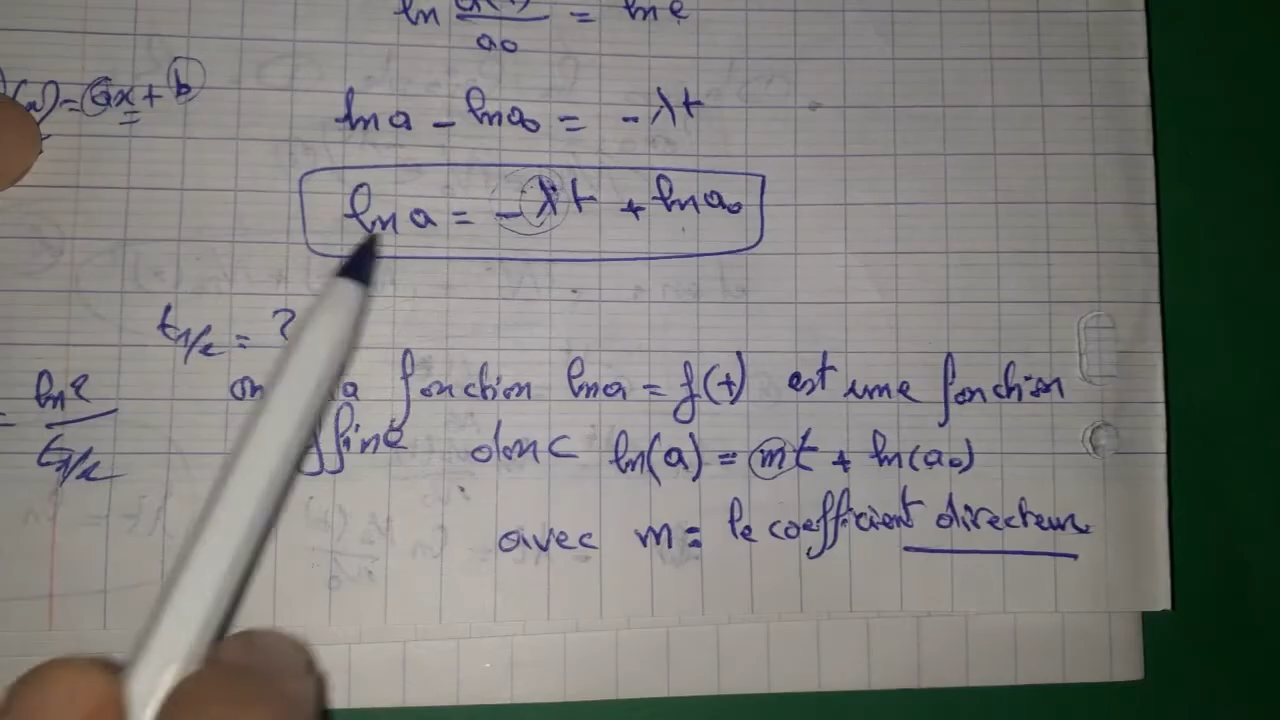 ln a(t)/a₀ = ln e
= ax + b
ln a - ln a₀ = -λt
ln a = -λt + ln a₀
t1/2 = ?
= ln2/t1/2
on a fonction ln a = f(t) est une fonction
affine donc ln(a) = mt + ln(a₀)
avec m = le coefficient directeur